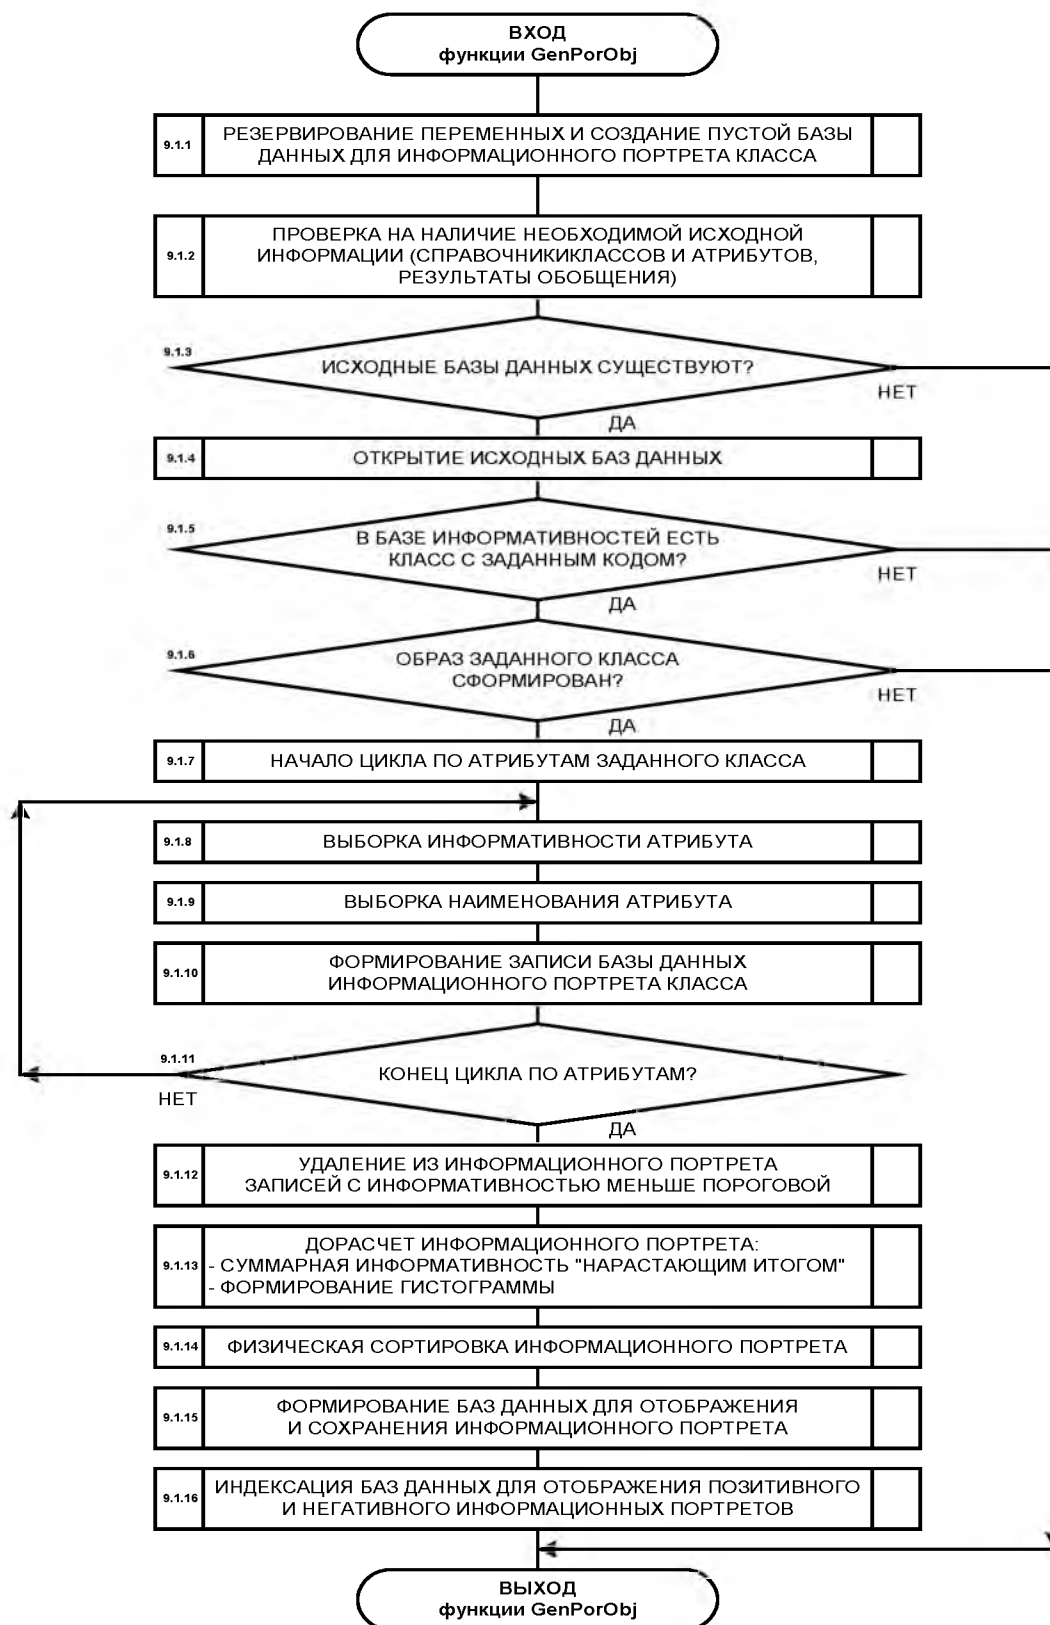 ВХОД
функции GenPorObj
9.1.1
РЕЗЕРВИРОВАНИЕ ПЕРЕМЕННЫХ И СОЗДАНИЕ ПУСТОЙ БАЗЫ
ДАННЫХ ДЛЯ ИНФОРМАЦИОННОГО ПОРТРЕТА КЛАССА
9.1.2
ПРОВЕРКА НА НАЛИЧИЕ НЕОБХОДИМОЙ ИСХОДНОЙ
ИНФОРМАЦИИ (СПРАВОЧНИКИКЛАССОВ И АТРИБУТОВ,
РЕЗУЛЬТАТЫ ОБОБЩЕНИЯ)
9.1.3
ИСХОДНЫЕ БАЗЫ ДАННЫХ СУЩЕСТВУЮТ?
НЕТ
ДА
9.1.4
ОТКРЫТИЕ ИСХОДНЫХ БАЗ ДАННЫХ
9.1.5
В БАЗЕ ИНФОРМАТИВНОСТЕЙ ЕСТЬ
КЛАСС С ЗАДАННЫМ КОДОМ?
НЕТ
ДА
9.1.6
ОБРАЗ ЗАДАННОГО КЛАССА
СФОРМИРОВАН?
НЕТ
ДА
9.1.7
НАЧАЛО ЦИКЛА ПО АТРИБУТАМ ЗАДАННОГО КЛАССА
9.1.8
ВЫБОРКА ИНФОРМАТИВНОСТИ АТРИБУТА
9.1.9
ВЫБОРКА НАИМЕНОВАНИЯ АТРИБУТА
9.1.10
ФОРМИРОВАНИЕ ЗАПИСИ БАЗЫ ДАННЫХ
ИНФОРМАЦИОННОГО ПОРТРЕТА КЛАССА
9.1.11
КОНЕЦ ЦИКЛА ПО АТРИБУТАМ?
НЕТ
ДА
9.1.12
УДАЛЕНИЕ ИЗ ИНФОРМАЦИОННОГО ПОРТРЕТА
ЗАПИСЕЙ С ИНФОРМАТИВНОСТЬЮ МЕНЬШЕ ПОРОГОВОЙ
9.1.13
ДОРАСЧЕТ ИНФОРМАЦИОННОГО ПОРТРЕТА:
- СУММАРНАЯ ИНФОРМАТИВНОСТЬ "НАРАСТАЮЩИМ ИТОГОМ"
- ФОРМИРОВАНИЕ ГИСТОГРАММЫ
9.1.14
ФИЗИЧЕСКАЯ СОРТИРОВКА ИНФОРМАЦИОННОГО ПОРТРЕТА
9.1.15
ФОРМИРОВАНИЕ БАЗ ДАННЫХ ДЛЯ ОТОБРАЖЕНИЯ
И СОХРАНЕНИЯ ИНФОРМАЦИОННОГО ПОРТРЕТА
9.1.16
ИНДЕКСАЦИЯ БАЗ ДАННЫХ ДЛЯ ОТОБРАЖЕНИЯ ПОЗИТИВНОГО
И НЕГАТИВНОГО ИНФОРМАЦИОННЫХ ПОРТРЕТОВ
ВЫХОД
функции GenPorObj